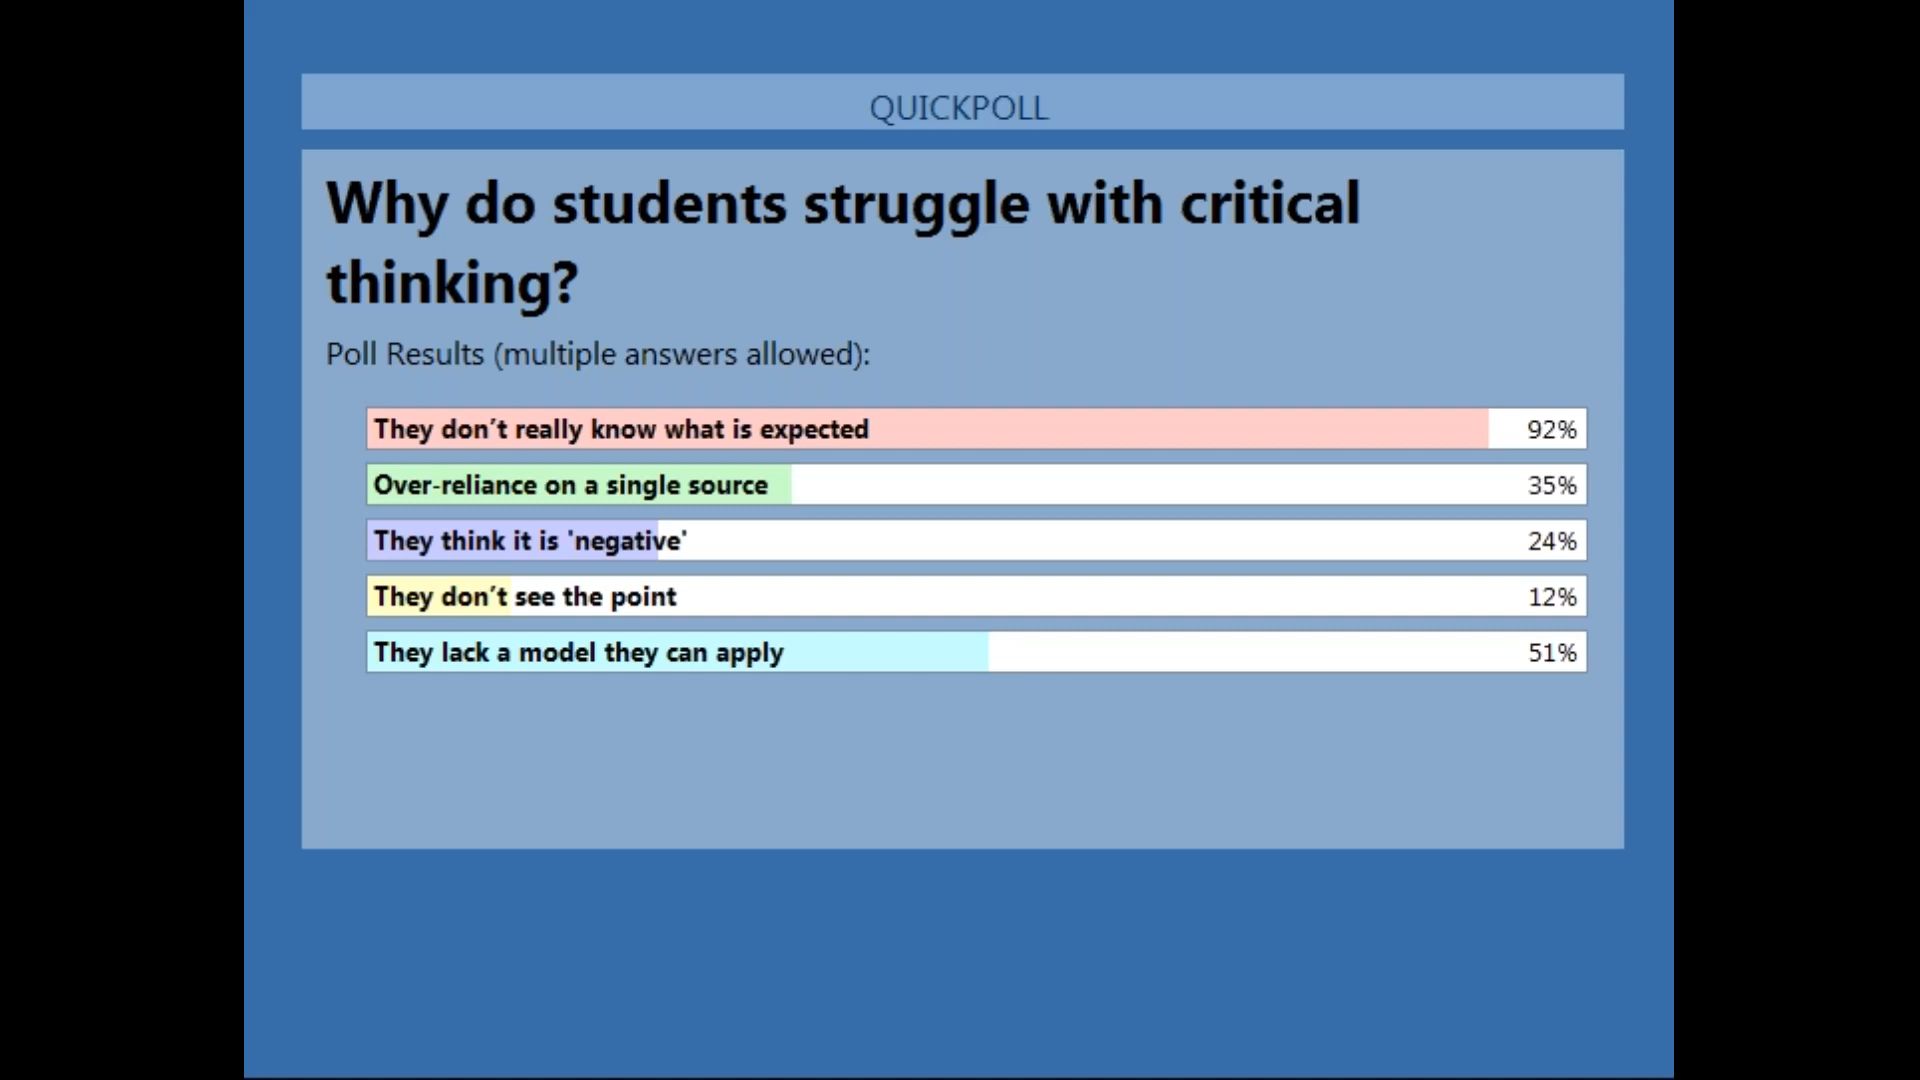 QUICKPOLL
Why do students struggle with critical
thinking?
Poll Results (multiple answers allowed):
They don’t really know what is expected 92%
Over-reliance on a single source 35%
They think it is 'negative' 24%
They don’t see the point 12%
They lack a model they can apply 51%